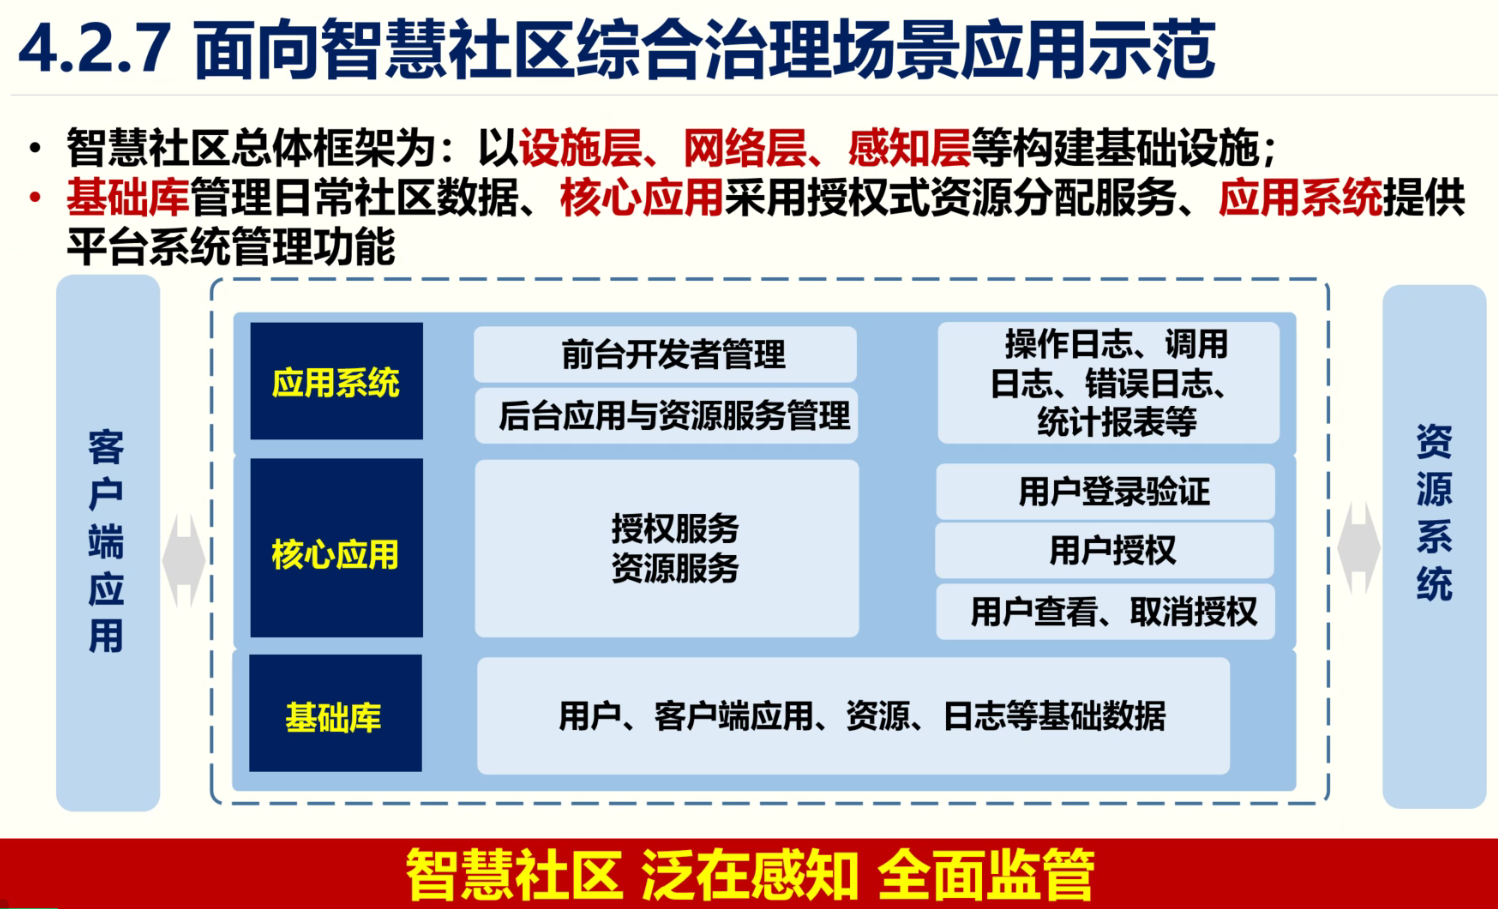 4.2.7 面向智慧社区综合治理场景应用示范
• 智慧社区总体框架为：以设施层、网络层、感知层等构建基础设施；
• 基础库管理日常社区数据、核心应用采用授权式资源分配服务、应用系统提供
平台系统管理功能
客户端应用
应用系统
前台开发者管理
后台应用与资源服务管理
操作日志、调用
日志、错误日志、
统计报表等
核心应用
授权服务
资源服务
用户登录验证
用户授权
用户查看、取消授权
基础库
用户、客户端应用、资源、日志等基础数据
资源系统
智慧社区 泛在感知 全面监管